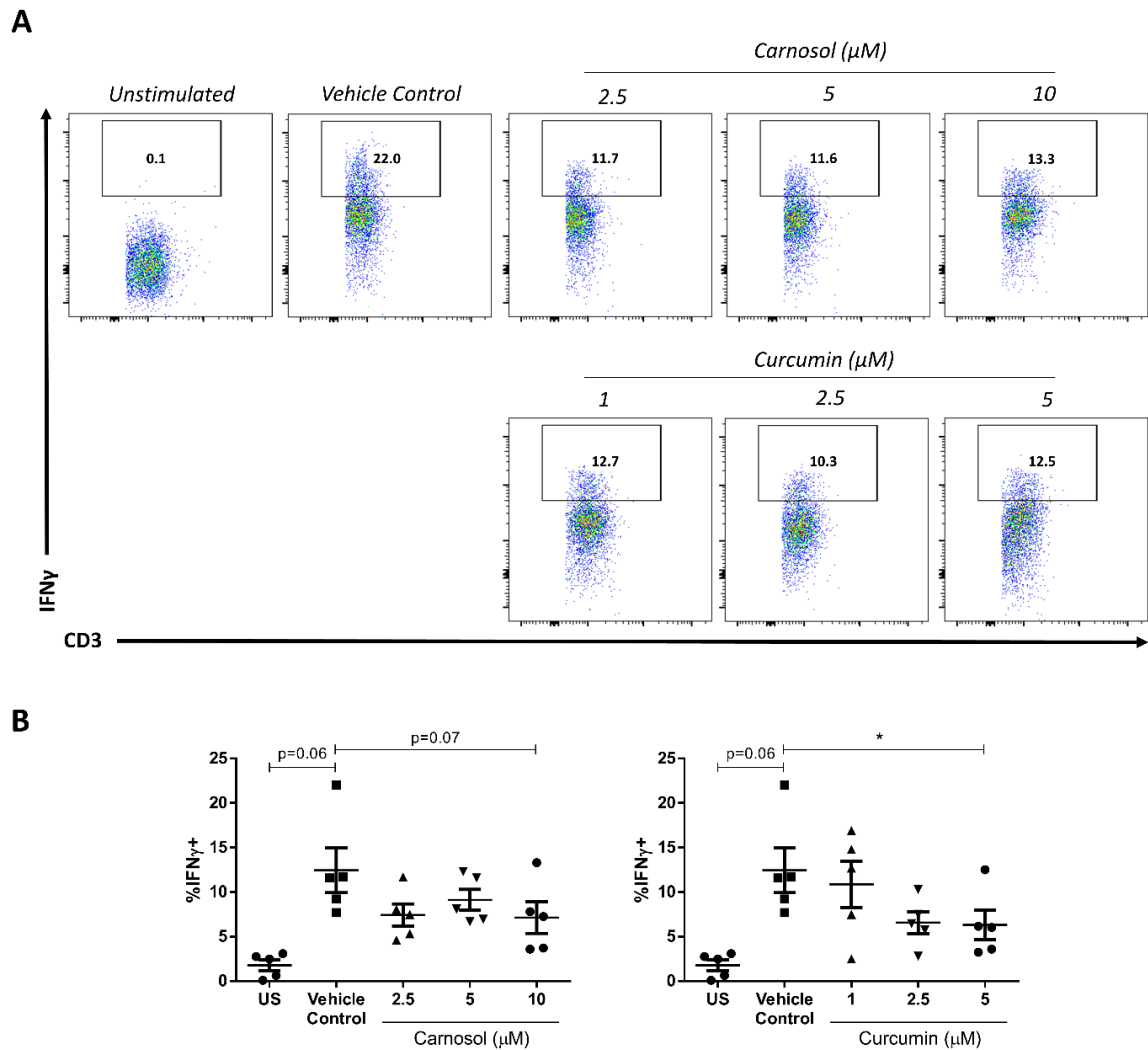 A
Carnosol (µM)
Unstimulated Vehicle Control 2.5 5 10
0.1 22.0 11.7 11.6 13.3
Curcumin (µM)
1 2.5 5
12.7 10.3 12.5
IFNγ
CD3
B
p=0.06 p=0.07
25
20
15
10
5
0
%IFNγ+
US Vehicle Control 2.5 5 10
Carnosol (µM)
p=0.06 *
25
20
15
10
5
0
%IFNγ+
US Vehicle Control 1 2.5 5
Curcumin (µM)